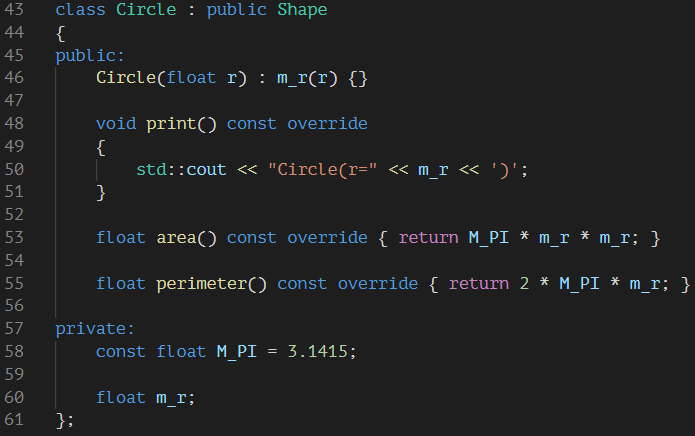 43 class Circle : public Shape
44 {
45 public:
46     Circle(float r) : m_r(r) {}
47
48     void print() const override
49     {
50         std::cout << "Circle(r=" << m_r << ')';
51     }
52
53     float area() const override { return M_PI * m_r * m_r; }
54
55     float perimeter() const override { return 2 * M_PI * m_r; }
56
57 private:
58     const float M_PI = 3.1415;
59
60     float m_r;
61 };